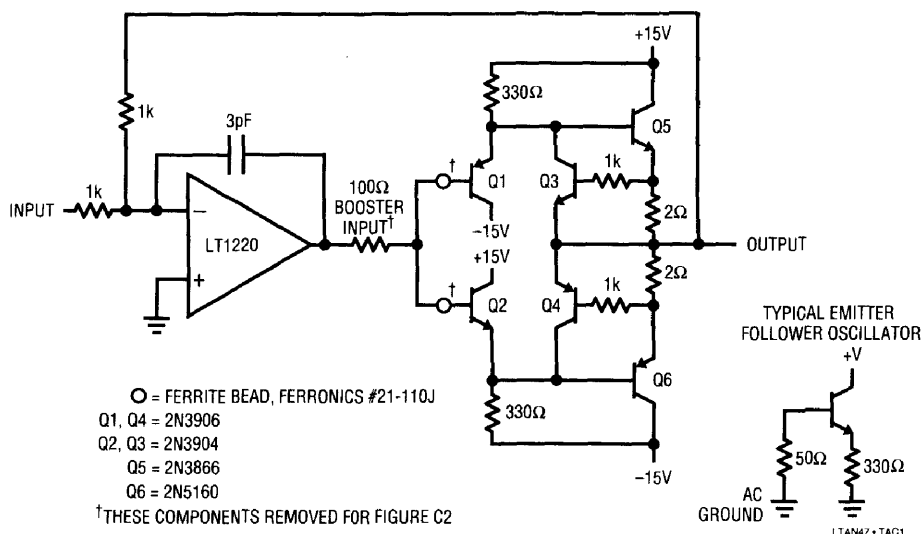 +15V
330Ω
Q5
1k
3pF
†
Q1
Q3
1k
1k
100Ω
BOOSTER
INPUT†
2Ω
INPUT
−
−15V
LT1220
OUTPUT
+15V
+
2Ω
†
Q2
Q4
1k
TYPICAL EMITTER
FOLLOWER OSCILLATOR
+V
Q6
O = FERRITE BEAD, FERRONICS #21-110J
330Ω
Q1, Q4 = 2N3906
Q2, Q3 = 2N3904
Q5 = 2N3866
Q6 = 2N5160
†THESE COMPONENTS REMOVED FOR FIGURE C2
−15V
50Ω
330Ω
AC
GROUND
LTAN47 • TAG1